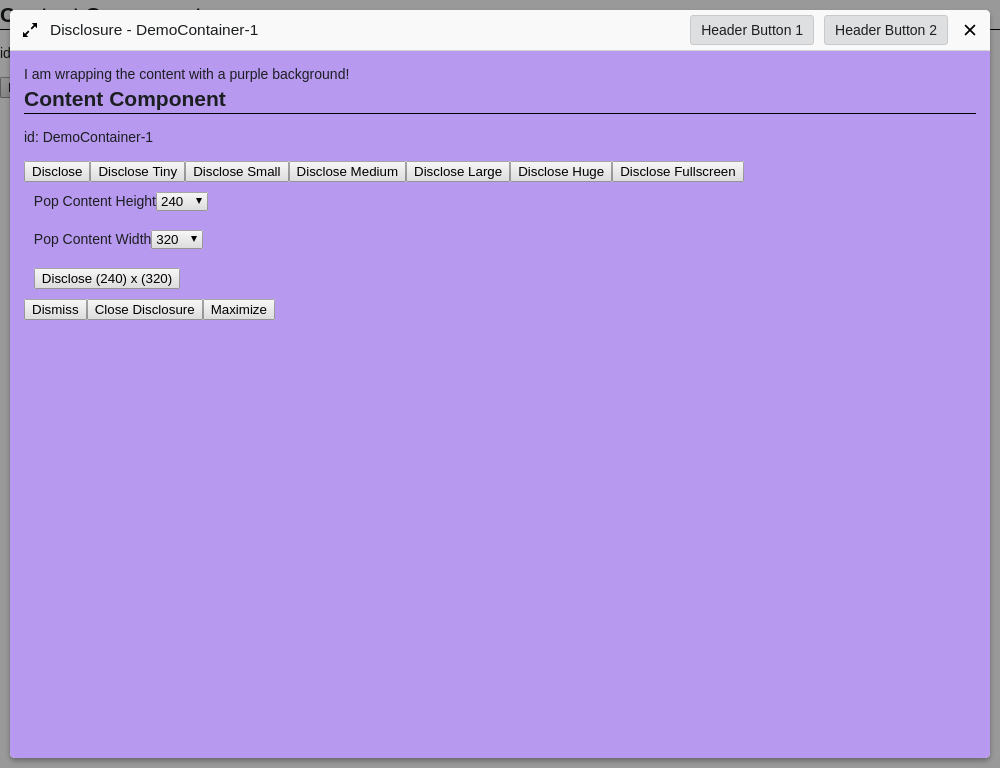 Disclosure - DemoContainer-1 Header Button 1 Header Button 2
I am wrapping the content with a purple background!
Content Component
id: DemoContainer-1
Disclose Disclose Tiny Disclose Small Disclose Medium Disclose Large Disclose Huge Disclose Fullscreen
Pop Content Height 240
Pop Content Width 320
Disclose (240) x (320)
Dismiss Close Disclosure Maximize